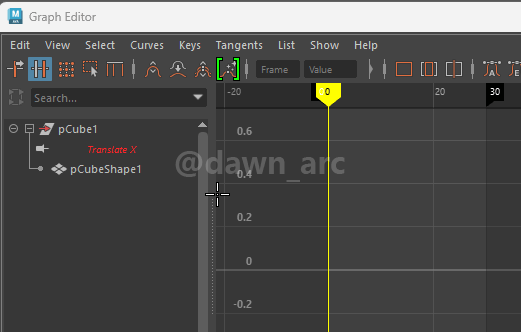 Graph Editor
Edit View Select Curves Keys Tangents List Show Help
Frame Value
Search...
-20 0 20 30
pCube1
Translate X
pCubeShape1
0.6
0.4
0.2
0
-0.2
@dawn_arc